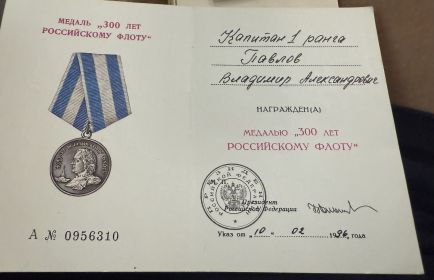 МЕДАЛЬ „300 ЛЕТ
РОССИЙСКОМУ ФЛОТУ“
А № 0956310
Капитан 1 ранга
Павлов
Владимир Александрович
НАГРАЖДЕН(А)
МЕДАЛЬЮ „300 ЛЕТ
РОССИЙСКОМУ ФЛОТУ“
Президент
Российской Федерации
Указ от „10“ 02 1996 г.